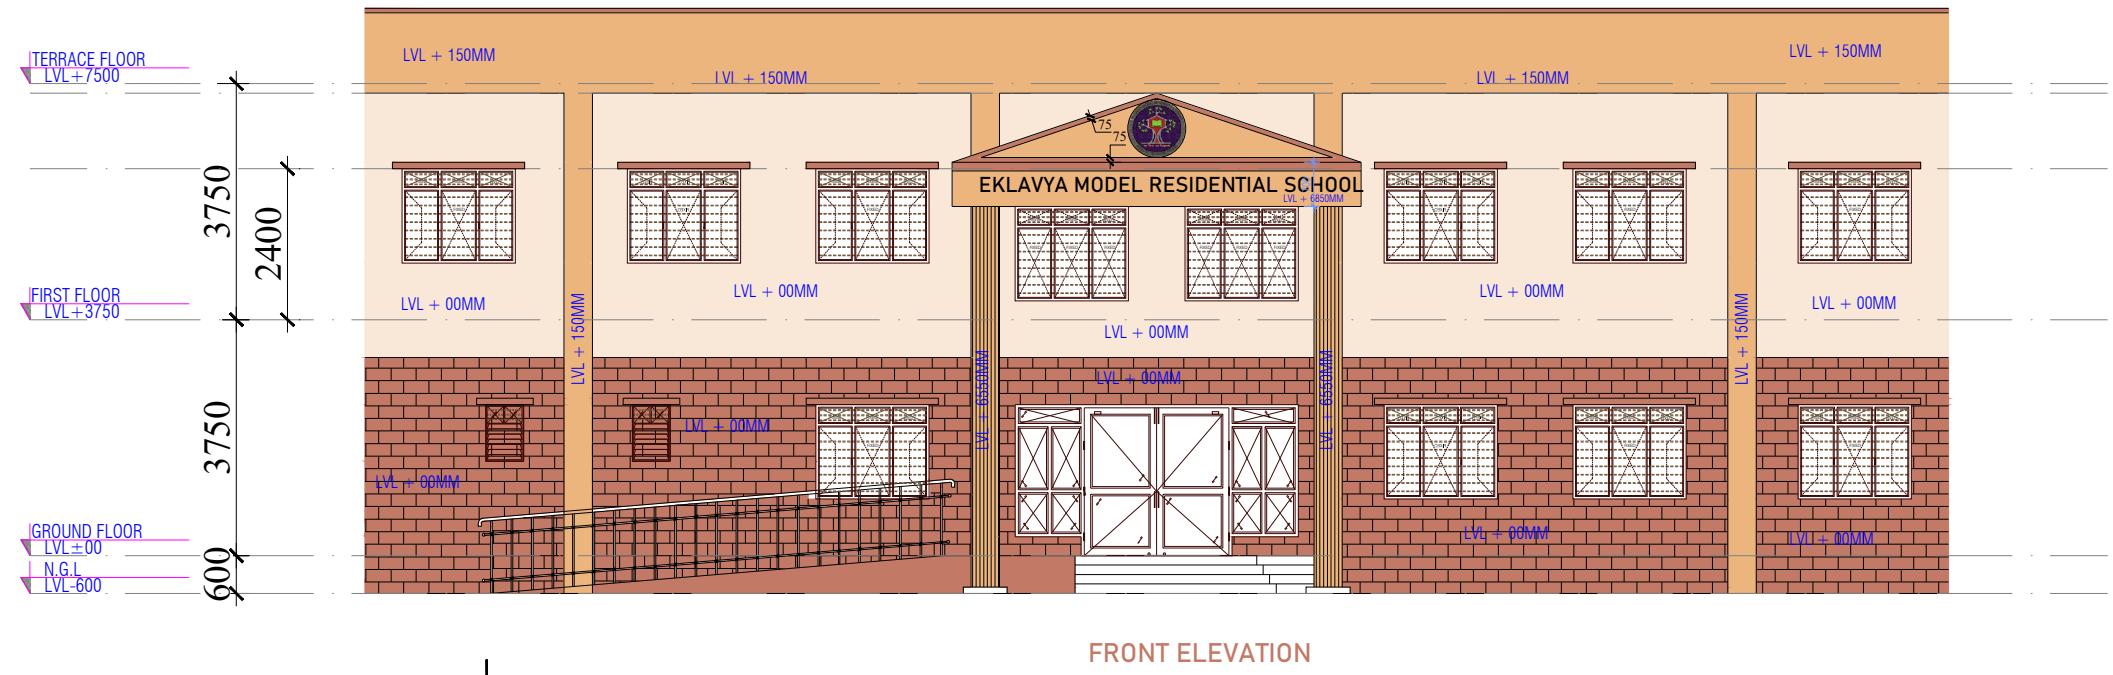 TERRACE FLOOR
LVL+7500
LVL + 150MM
LVL + 150MM
LVL + 150MM
LVL + 150MM
75
75
EKLAVYA MODEL RESIDENTIAL SCHOOL
LVL + 6850MM
3750
2400
FIRST FLOOR
LVL+3750
LVL + 00MM
LVL + 00MM
LVL + 00MM
LVL + 00MM
LVL + 00MM
LVL + 150MM
LVL + 150MM
LVL + 6550MM
LVL + 6550MM
LVL + 00MM
3750
LVL + 00MM
LVL + 00MM
LVL + 00MM
LVL + 00MM
GROUND FLOOR
LVL±00
N.G.L
LVL-600
600
FRONT ELEVATION